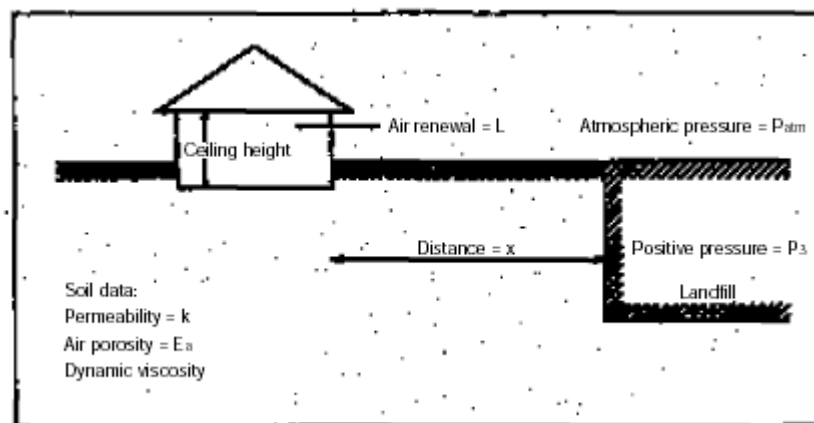 Air renewal = L
Atmospheric pressure = Patm
Ceiling height
Distance = x
Positive pressure = P3
Landfill
Soil data:
Permeability = k
Air porosity = Ea
Dynamic viscosity